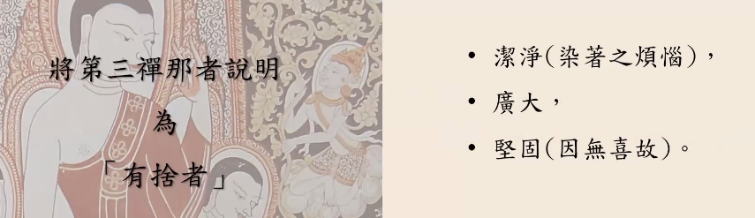 將第三禪那者說明
為
「有捨者」
• 潔淨(染著之煩惱)，
• 廣大，
• 堅固(因無喜故)。